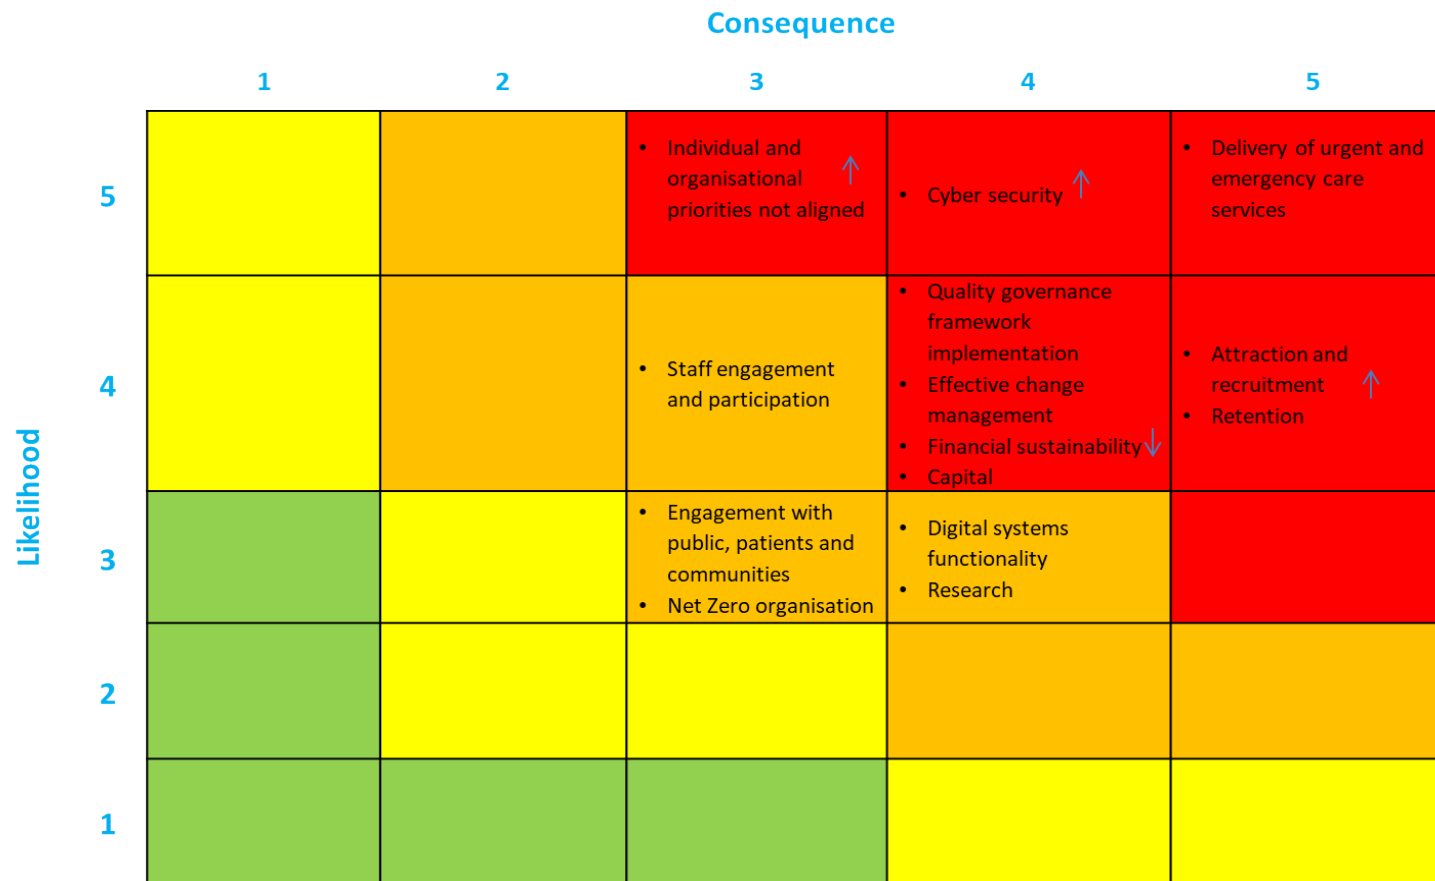 Consequence
1 2 3 4 5
5
• Individual and
organisational
priorities not aligned
• Cyber security
• Delivery of urgent and
emergency care
services
4
• Staff engagement
and participation
• Quality governance
framework
implementation
• Effective change
management
• Financial sustainability
• Capital
• Attraction and
recruitment
• Retention
Likelihood
3
• Engagement with
public, patients and
communities
• Net Zero organisation
• Digital systems
functionality
• Research
2
1